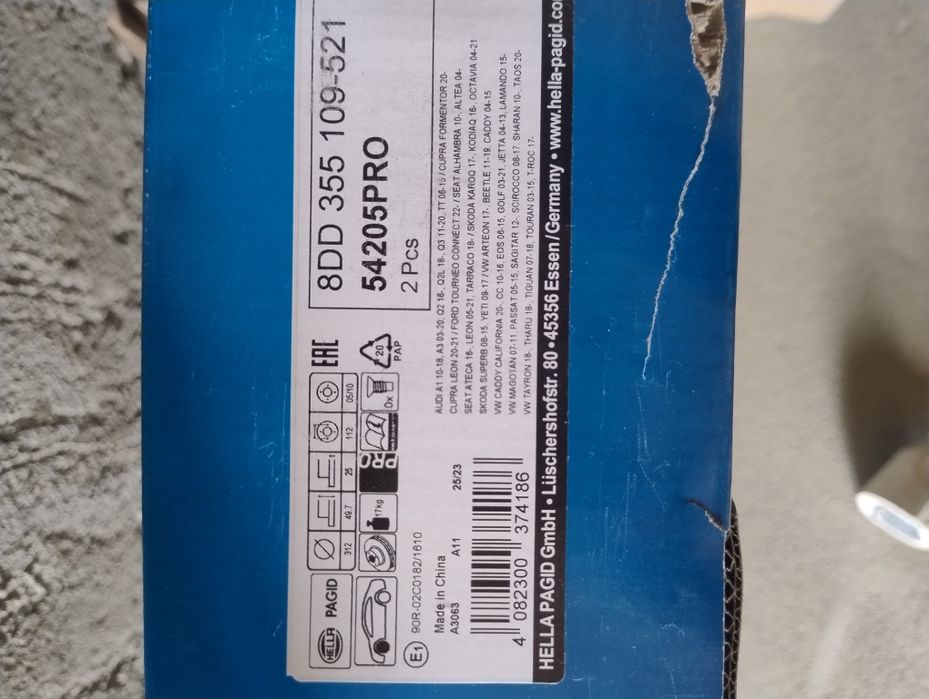 HELLA PAGID
312 49.7 25 112 05/10
EAC
8DD 355 109-521
54205PRO
2 Pcs
17kg
PRO
0x
20
PAP
E1 90R-02C0182/1610
Made in China
A3063 A11 25/23
4 082300 374186
AUDI A1 10-18, A3 03-20, Q2 16-, Q2L 18-, Q3 11-20, TT 06-15 / CUPRA FORMENTOR 20-
CUPRA LEON 20-21 / FORD TOURNEO CONNECT 22- / SEAT ALHAMBRA 10-, ALTEA 04-
SEAT ATECA 16-, LEON 05-21, TARRACO 18- / SKODA KAROQ 17-, KODIAQ 16-, OCTAVIA 04-21
SKODA SUPERB 08-15, YETI 09-17 / VW ARTEON 17-, BEETLE 11-19, CADDY 04-15
VW CADDY CALIFORNIA 20-, CC 10-16, EOS 06-15, GOLF 03-21, JETTA 04-13, LAMANDO 15-
VW MAGOTAN 07-11, PASSAT 05-15, SAGITAR 12-, SCIROCCO 08-17, SHARAN 10-, TAOS 20-
VW TAYRON 18-, THARU 18-, TIGUAN 07-18, TOURAN 03-15, T-ROC 17-
HELLA PAGID GmbH • Lüschershofstr. 80 • 45356 Essen/Germany • www.hella-pagid.co